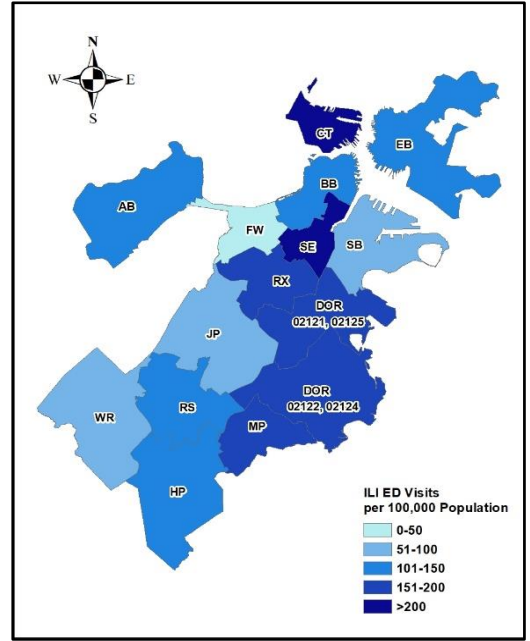 N
W E
S
CT
EB
BB
AB
FW
SE
SB
RX
DOR
02121, 02125
JP
DOR
02122, 02124
WR
RS
MP
HP
ILI ED Visits
per 100,000 Population
0-50
51-100
101-150
151-200
>200